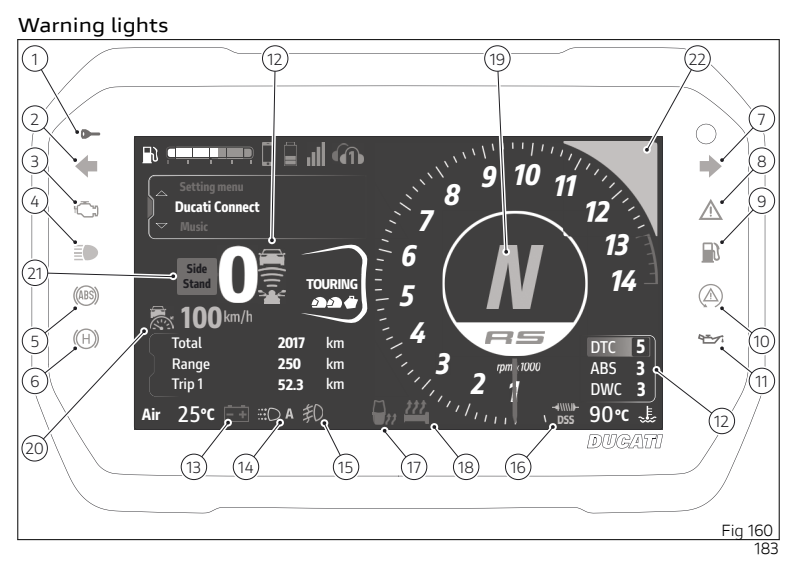 Warning lights
1
12
19
22
2
7
3
8
4
9
21
5
10
6
11
20
12
13
14
15
17
18
16
1
Setting menu
Ducati Connect
Music
Side
Stand
0
TOURING
100 km/h
Total 2017 km
Range 250 km
Trip 1 52.3 km
Air 25°C - + A
1
2
3
4
5
6
7
8
9
10
11
12
13
14
N
RS
rpm x 1000
DTC 5
ABS 3
DWC 3
DSS
90°C
(ABS)
(H)
DUCATI
Fig 160
183